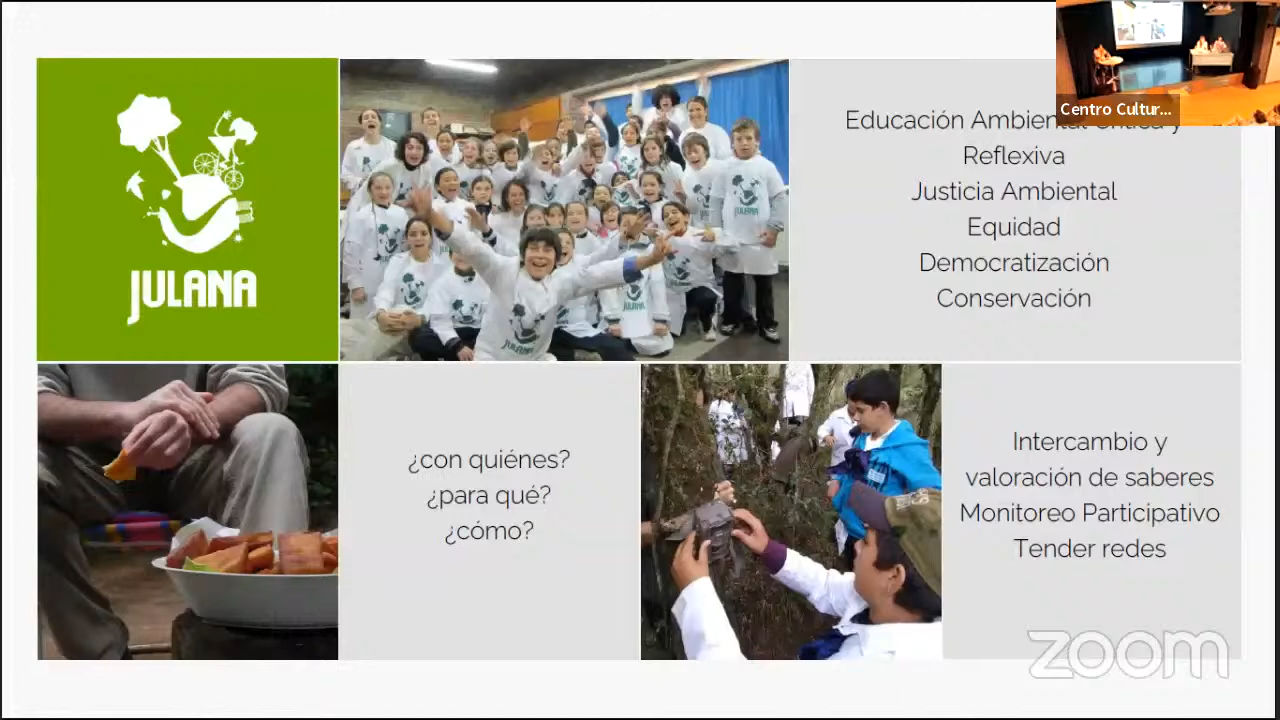 JULANA
Educación Ambiental Crítica y
Reflexiva
Justicia Ambiental
Equidad
Democratización
Conservación
Centro Cultur...
¿con quiénes?
¿para qué?
¿cómo?
Intercambio y
valoración de saberes
Monitoreo Participativo
Tender redes
zoom